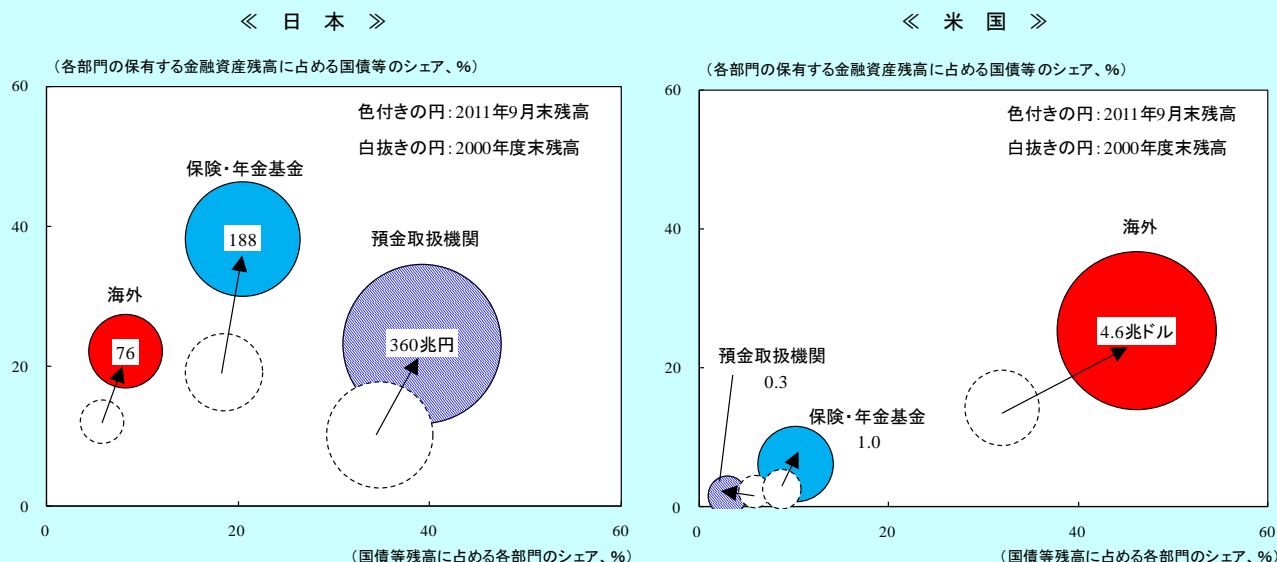 ≪ 日 本 ≫
(各部門の保有する金融資産残高に占める国債等のシェア、%)
60
色付きの円:2011年9月末残高
白抜きの円:2000年度末残高
保険・年金基金
188
40
預金取扱機関
海外
360兆円
76
20
0
0
20
40
60
(国債等残高に占める各部門のシェア、%)
≪ 米 国 ≫
(各部門の保有する金融資産残高に占める国債等のシェア、%)
60
色付きの円:2011年9月末残高
白抜きの円:2000年度末残高
40
海外
4.6兆ドル
預金取扱機関
0.3
20
保険・年金基金
1.0
0
0
20
40
60
(国債等残高に占める各部門のシェア、%)